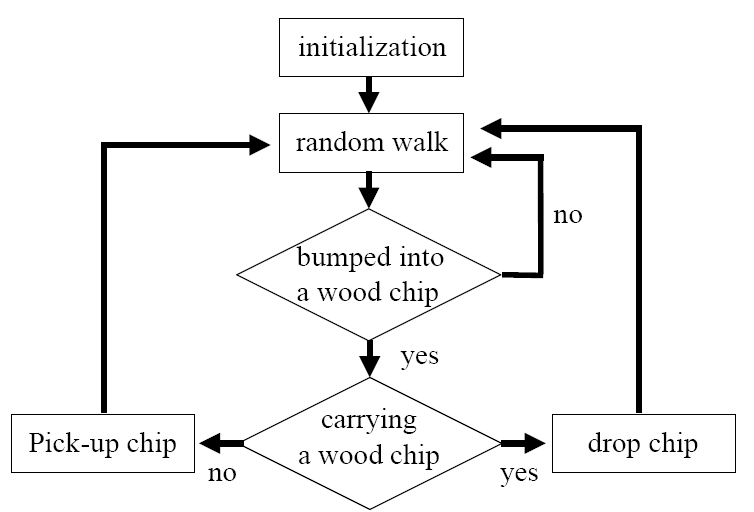 initialization
random walk
no
bumped into
a wood chip
yes
carrying
a wood chip
Pick-up chip
drop chip
no
yes